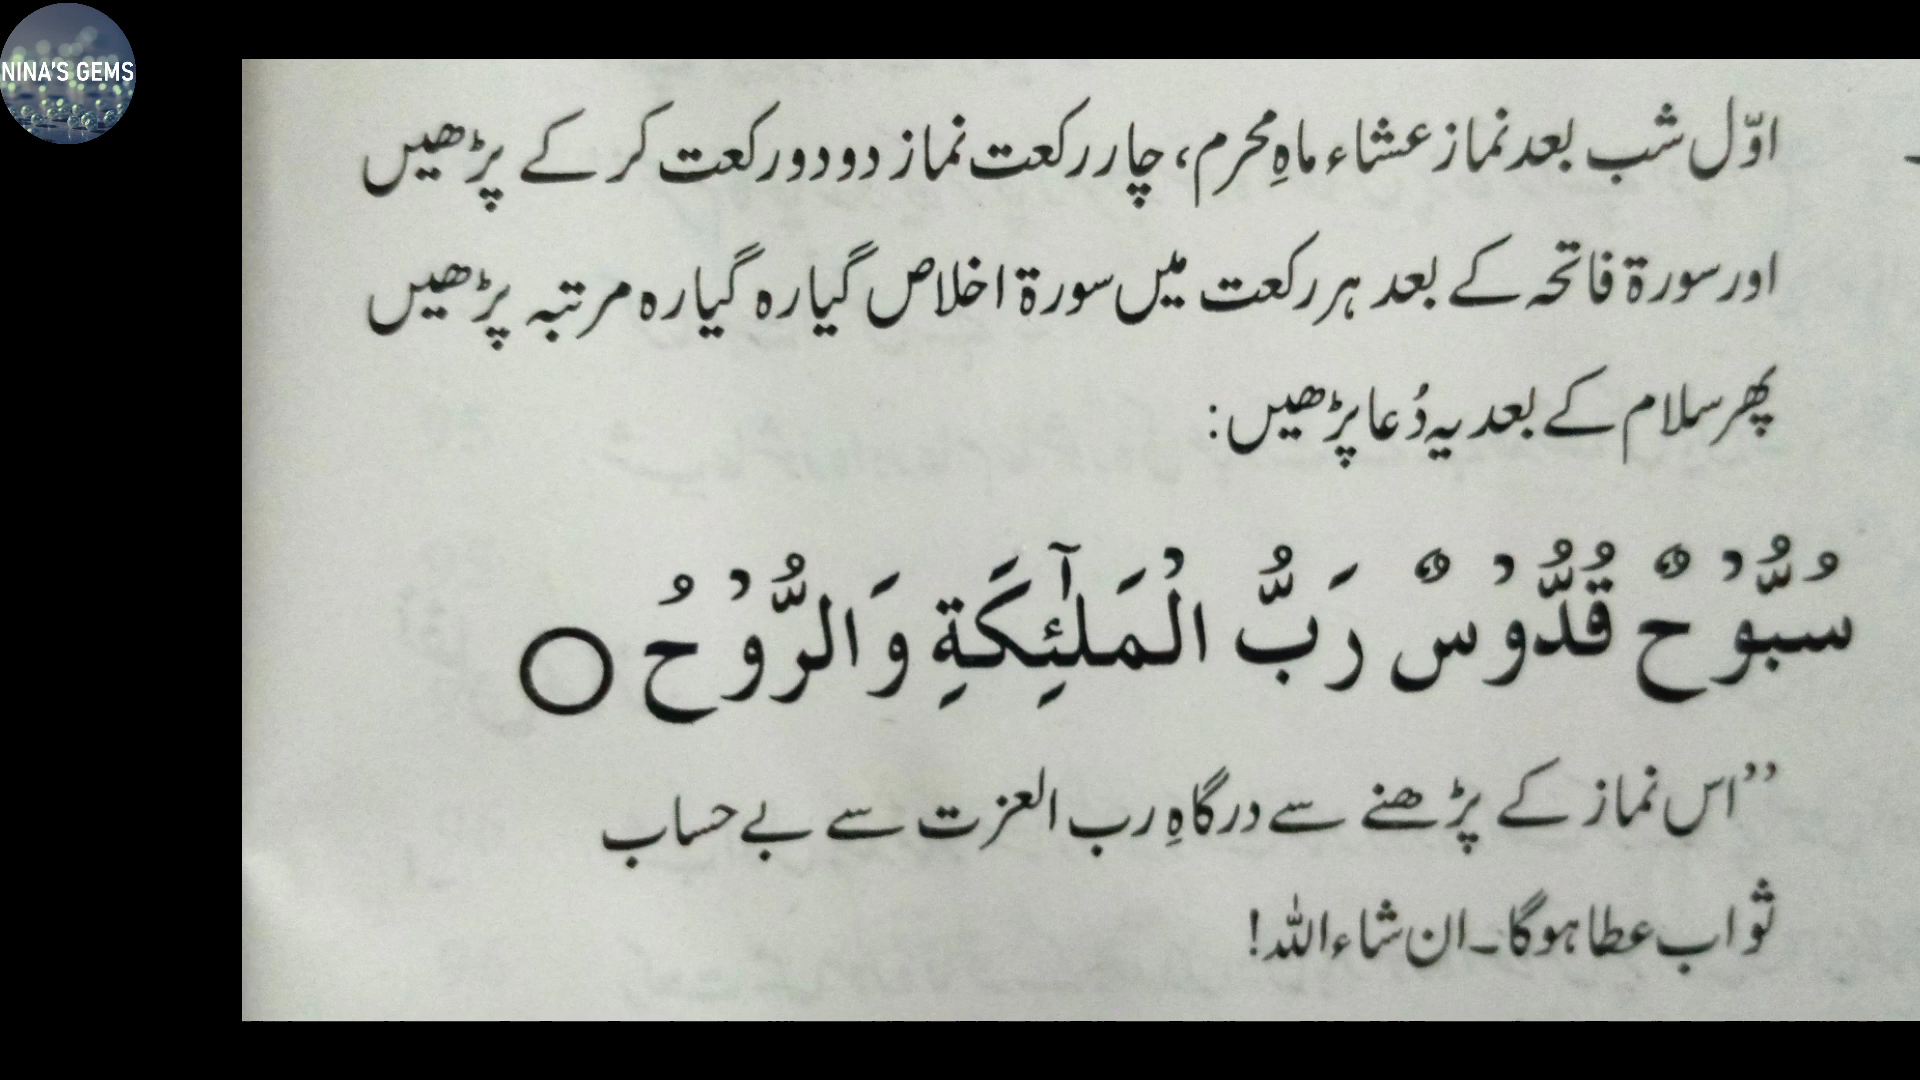 NINA'S GEMS
اوّل شب بعد نماز عشاء ماہِ محرم، چار رکعت نماز دو دو رکعت کر کے پڑھیں
اور سورۃ فاتحہ کے بعد ہر رکعت میں سورۃ اخلاص گیارہ گیارہ مرتبہ پڑھیں
پھر سلام کے بعد یہ دُعا پڑھیں:
سُبُّوْحٌ قُدُّوْسٌ رَبُّ الْمَلٰٓئِکَةِ وَالرُّوْحُ ○
”اس نماز کے پڑھنے سے درگاہِ رب العزت سے بے حساب
ثواب عطا ہوگا۔ ان شاء اللہ!